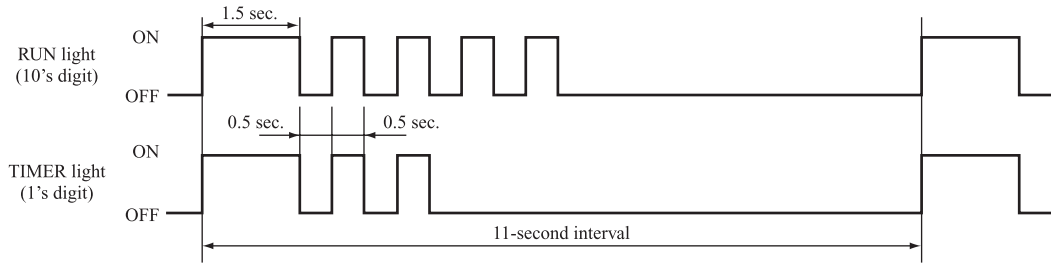 1.5 sec.
ON
RUN light
(10’s digit)
OFF
0.5 sec.
0.5 sec.
ON
TIMER light
(1’s digit)
OFF
11-second interval